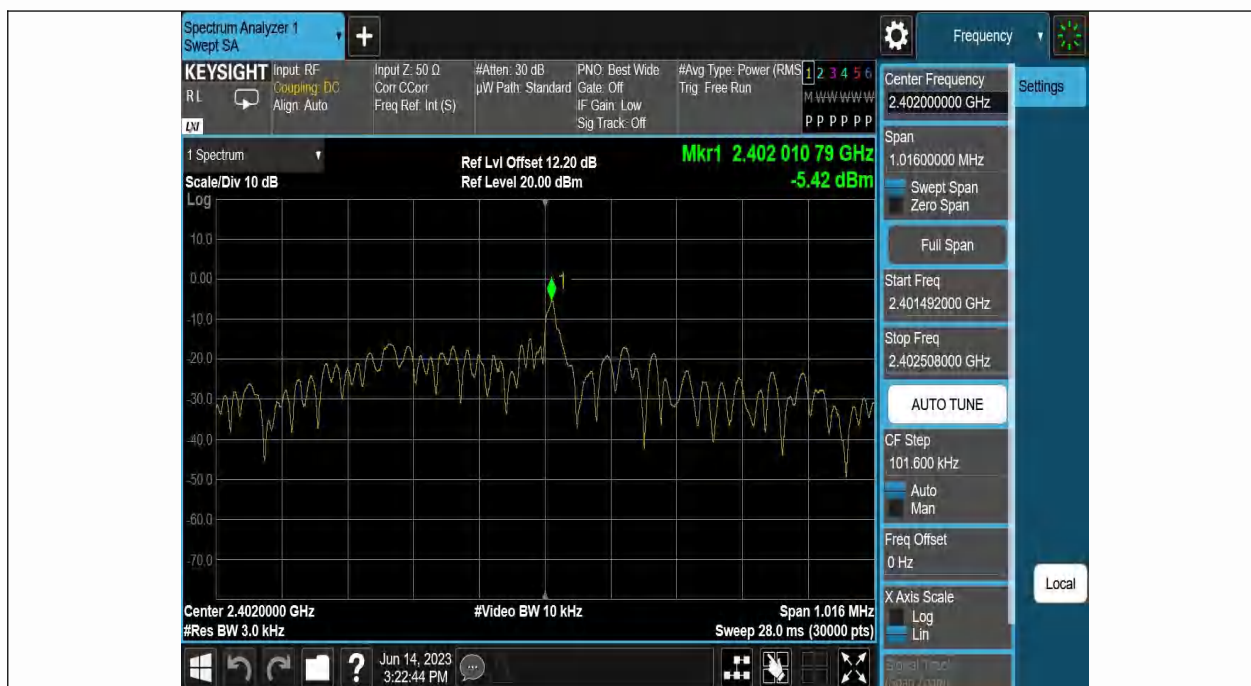 Spectrum Analyzer 1
Swept SA
Frequency
KEYSIGHT
RL
LXI
Input: RF
Coupling: DC
Align: Auto
Input Z: 50 Ω
Corr CCorr
Freq Ref: Int (S)
#Atten: 30 dB
µW Path: Standard
PNO: Best Wide
Gate: Off
IF Gain: Low
Sig Track: Off
#Avg Type: Power (RMS
Trig: Free Run
1 2 3 4 5 6
M W W W W W
P P P P P P
1 Spectrum
Scale/Div 10 dB
Ref Lvl Offset 12.20 dB
Ref Level 20.00 dBm
Mkr1 2.402 010 79 GHz
-5.42 dBm
Log
10.0
0.00
-10.0
-20.0
-30.0
-40.0
-50.0
-60.0
-70.0
1
Center 2.4020000 GHz
#Res BW 3.0 kHz
#Video BW 10 kHz
Span 1.016 MHz
Sweep 28.0 ms (30000 pts)
Center Frequency
2.402000000 GHz
Span
1.01600000 MHz
Swept Span
Zero Span
Full Span
Start Freq
2.401492000 GHz
Stop Freq
2.402508000 GHz
AUTO TUNE
CF Step
101.600 kHz
Auto
Man
Freq Offset
0 Hz
X Axis Scale
Log
Lin
Settings
Local
?
Jun 14, 2023
3:22:44 PM